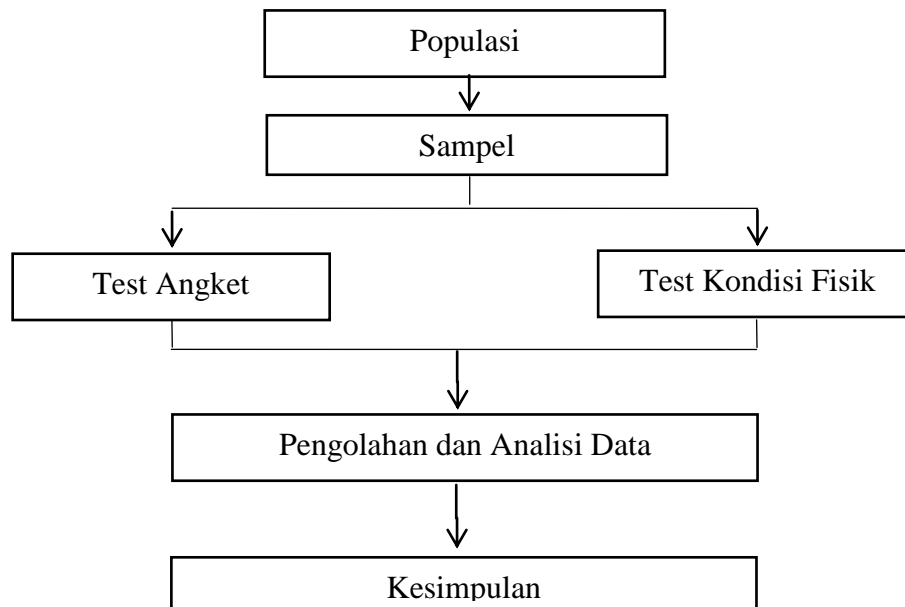 Populasi
Sampel
Test Angket
Test Kondisi Fisik
Pengolahan dan Analisi Data
Kesimpulan